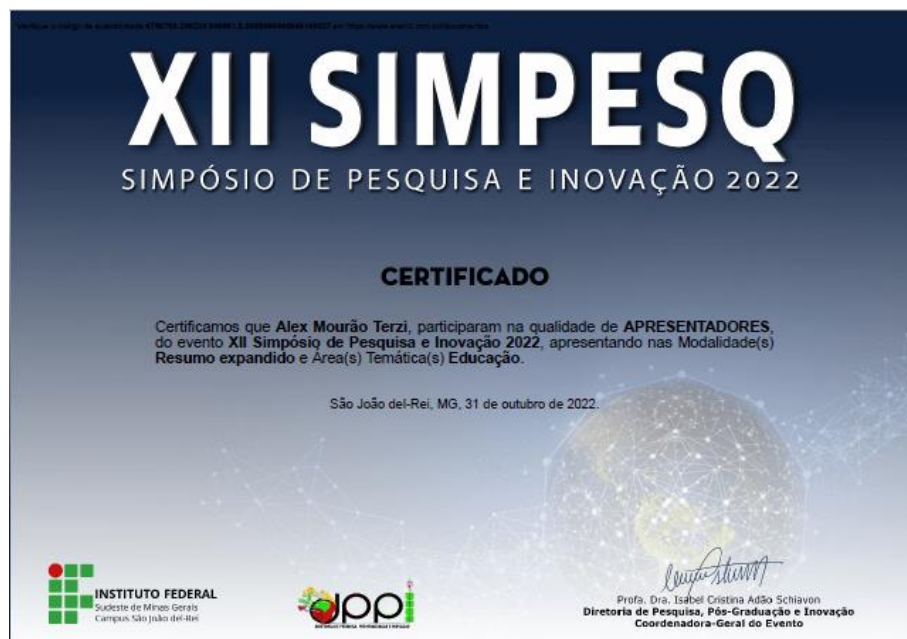 XII SIMPESQ
SIMPÓSIO DE PESQUISA E INOVAÇÃO 2022
CERTIFICADO
Certificamos que Alex Mourão Terzi, participaram na qualidade de APRESENTADORES,
do evento XII Simpósio de Pesquisa e Inovação 2022, apresentando nas Modalidade(s)
Resumo expandido e Área(s) Temática(s) Educação.
São João del-Rei, MG, 31 de outubro de 2022.
INSTITUTO FEDERAL
Sudeste de Minas Gerais
Campus São João del-Rei
dppi
Profa. Dra. Isabel Cristina Adão Schiavon
Diretoria de Pesquisa, Pós-Graduação e Inovação
Coordenadora-Geral do Evento